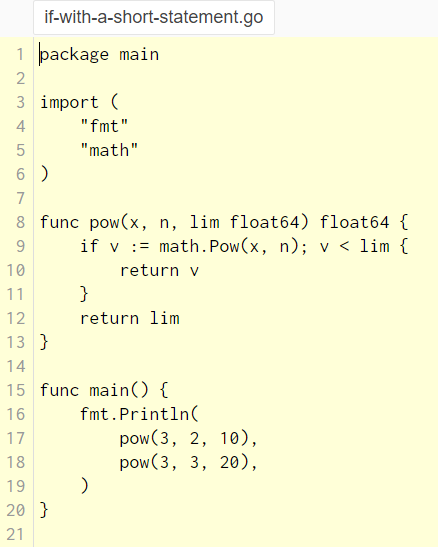 if-with-a-short-statement.go
1 package main
2
3 import (
4     "fmt"
5     "math"
6 )
7
8 func pow(x, n, lim float64) float64 {
9     if v := math.Pow(x, n); v < lim {
10         return v
11     }
12     return lim
13 }
14
15 func main() {
16     fmt.Println(
17         pow(3, 2, 10),
18         pow(3, 3, 20),
19     )
20 }
21